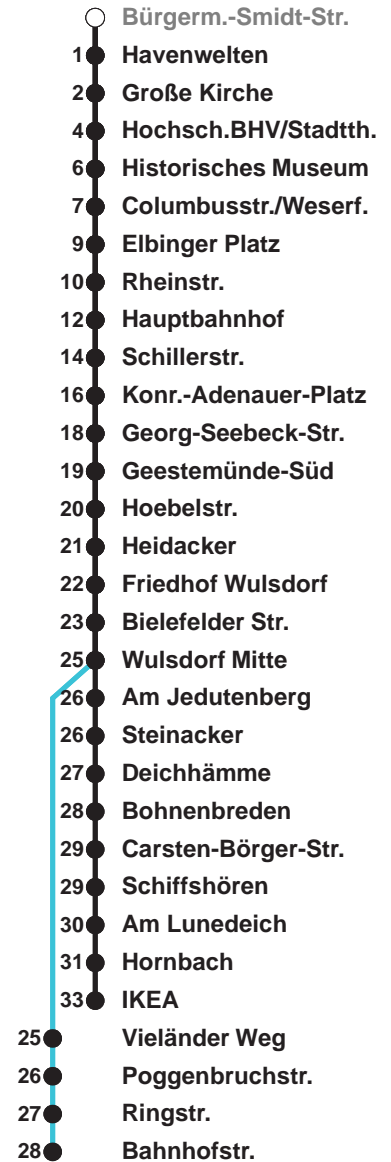 Bürgerm.-Smidt-Str.
1 Havenwelten
2 Große Kirche
4 Hochsch.BHV/Stadtth.
6 Historisches Museum
7 Columbusstr./Weserf.
9 Elbinger Platz
10 Rheinstr.
12 Hauptbahnhof
14 Schillerstr.
16 Konr.-Adenauer-Platz
18 Georg-Seebeck-Str.
19 Geestemünde-Süd
20 Hoebelstr.
21 Heidacker
22 Friedhof Wulsdorf
23 Bielefelder Str.
25 Wulsdorf Mitte
26 Am Jedutenberg
26 Steinacker
27 Deichhämme
28 Bohnenbreden
29 Carsten-Börger-Str.
29 Schiffshören
30 Am Lunedeich
31 Hornbach
33 IKEA
25 Vieländer Weg
26 Poggenbruchstr.
27 Ringstr.
28 Bahnhofstr.